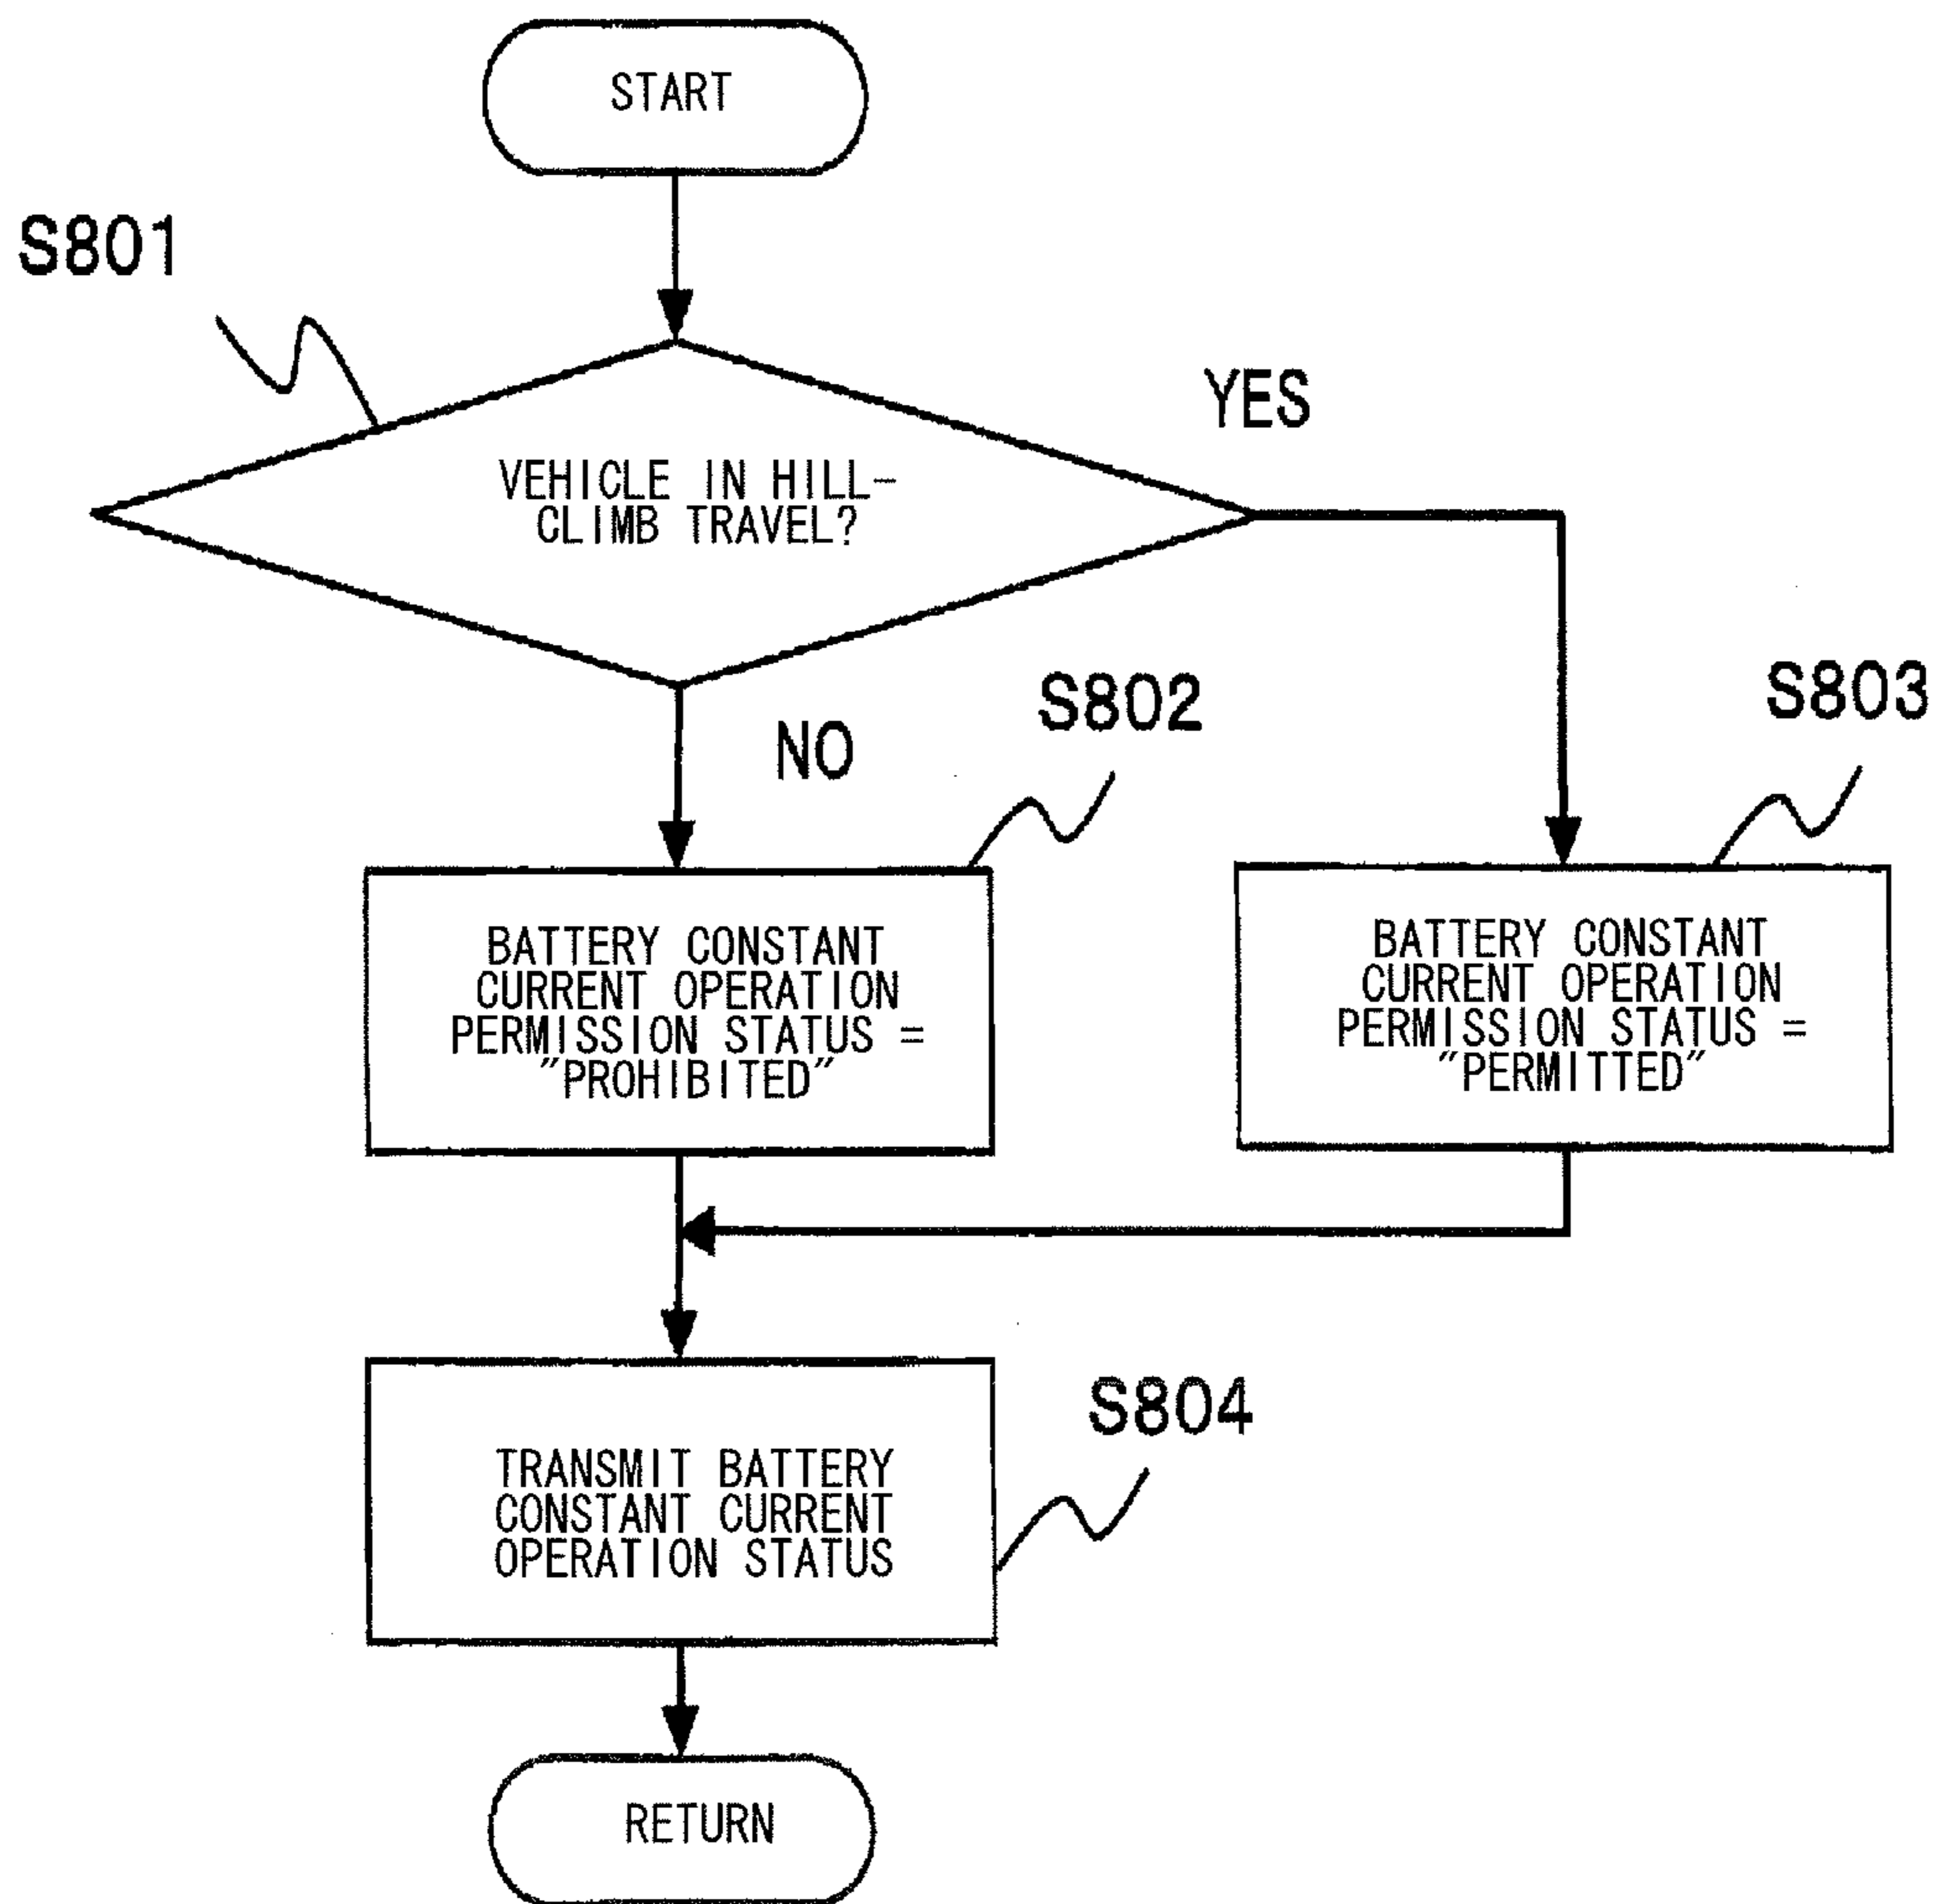 START
S801
YES
VEHICLE IN HILL-
CLIMB TRAVEL?
NO
S802
S803
BATTERY CONSTANT
CURRENT OPERATION
PERMISSION STATUS =
"PROHIBITED"
BATTERY CONSTANT
CURRENT OPERATION
PERMISSION STATUS =
"PERMITTED"
S804
TRANSMIT BATTERY
CONSTANT CURRENT
OPERATION STATUS
RETURN